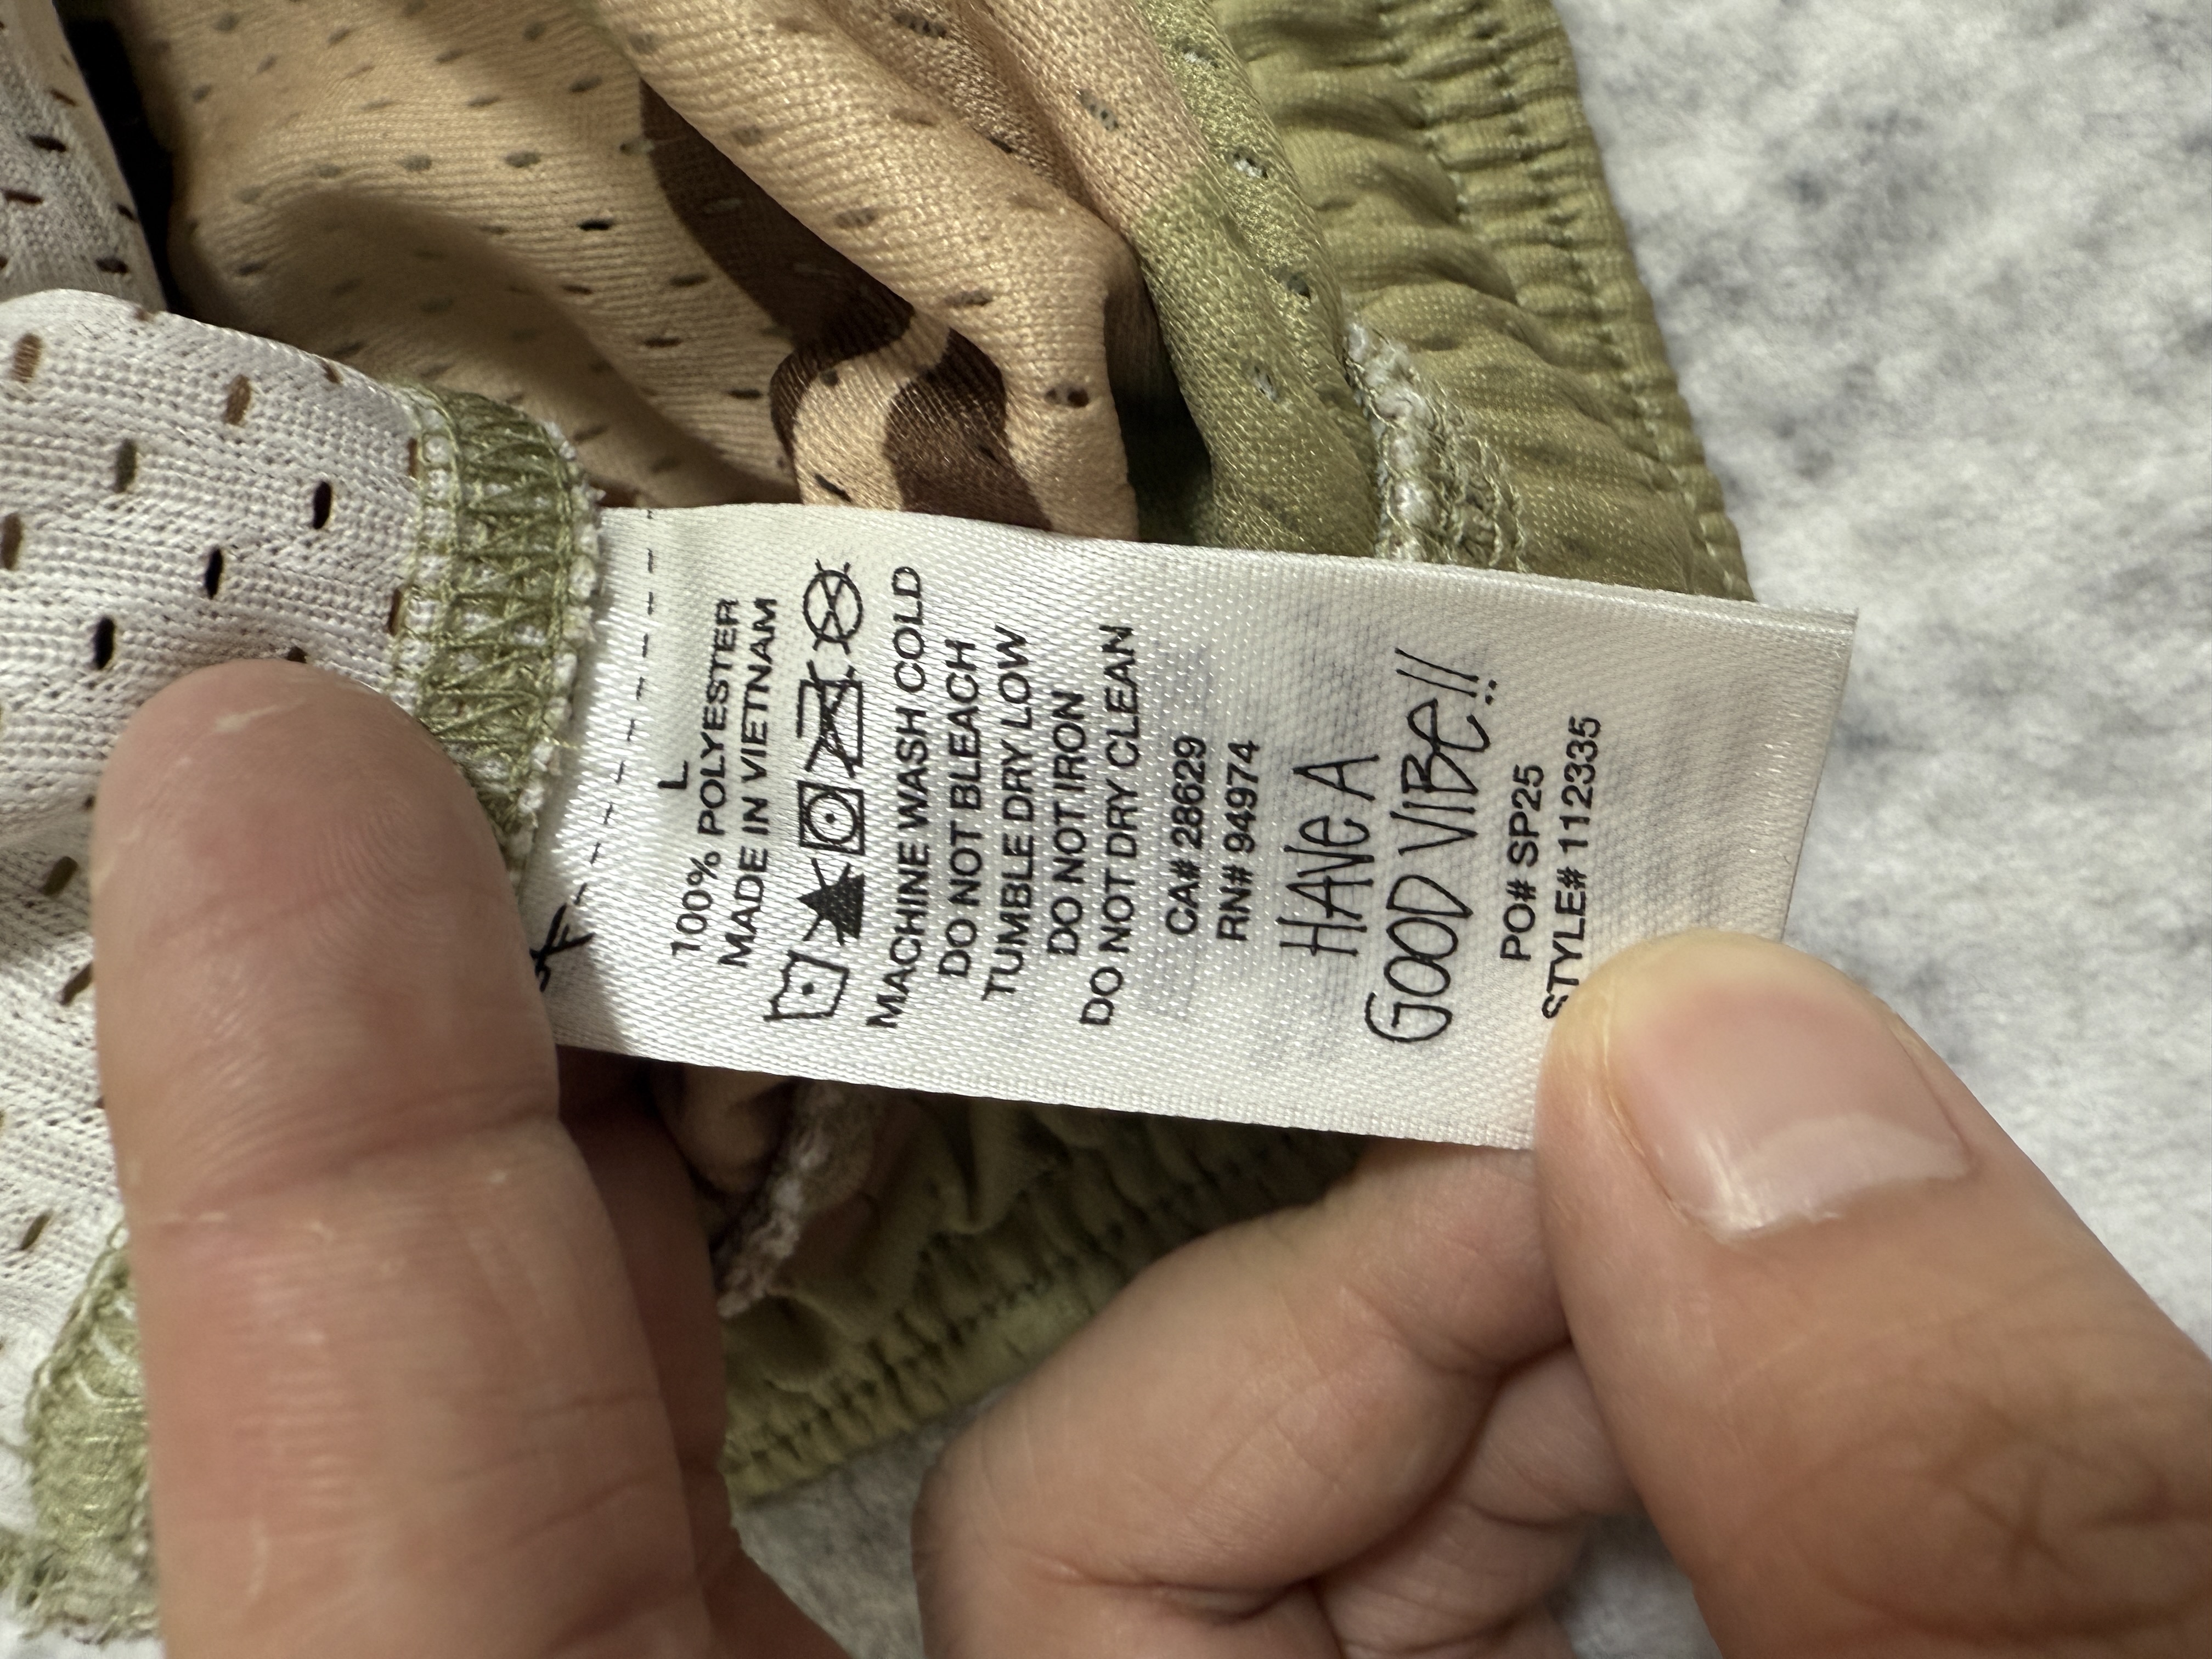 L
100% POLYESTER
MADE IN VIETNAM
MACHINE WASH COLD
DO NOT BLEACH
TUMBLE DRY LOW
DO NOT IRON
DO NOT DRY CLEAN
CA# 28629
RN# 94974
HAVe A
GOOD VIBe!!
PO# SP25
STYLE# 112335